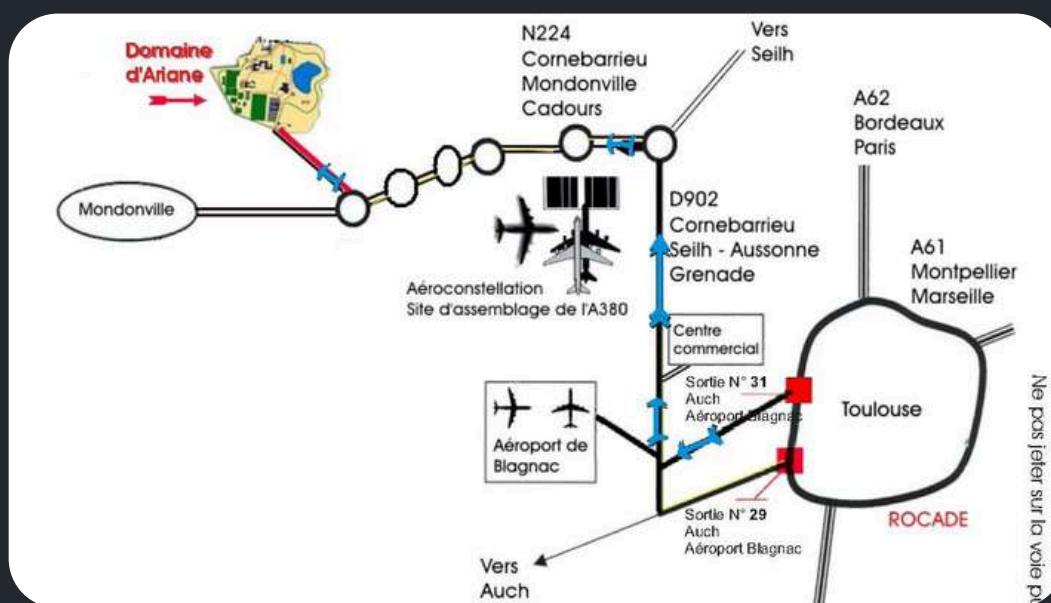 Domaine
d'Ariane
N224
Cornebarrieu
Mondonville
Cadours
Vers
Seilh
A62
Bordeaux
Paris
Mondonville
D902
Cornebarrieu
Seilh - Aussonne
Grenade
A61
Montpellier
Marseille
Aéroconstellation
Site d'assemblage de l'A380
Centre
commercial
Sortie N° 31
Auch
Aéroport Blagnac
Toulouse
Aéroport de
Blagnac
Sortie N° 29
Auch
Aéroport Blagnac
ROCADE
Vers
Auch
Ne pas jeter sur la voie